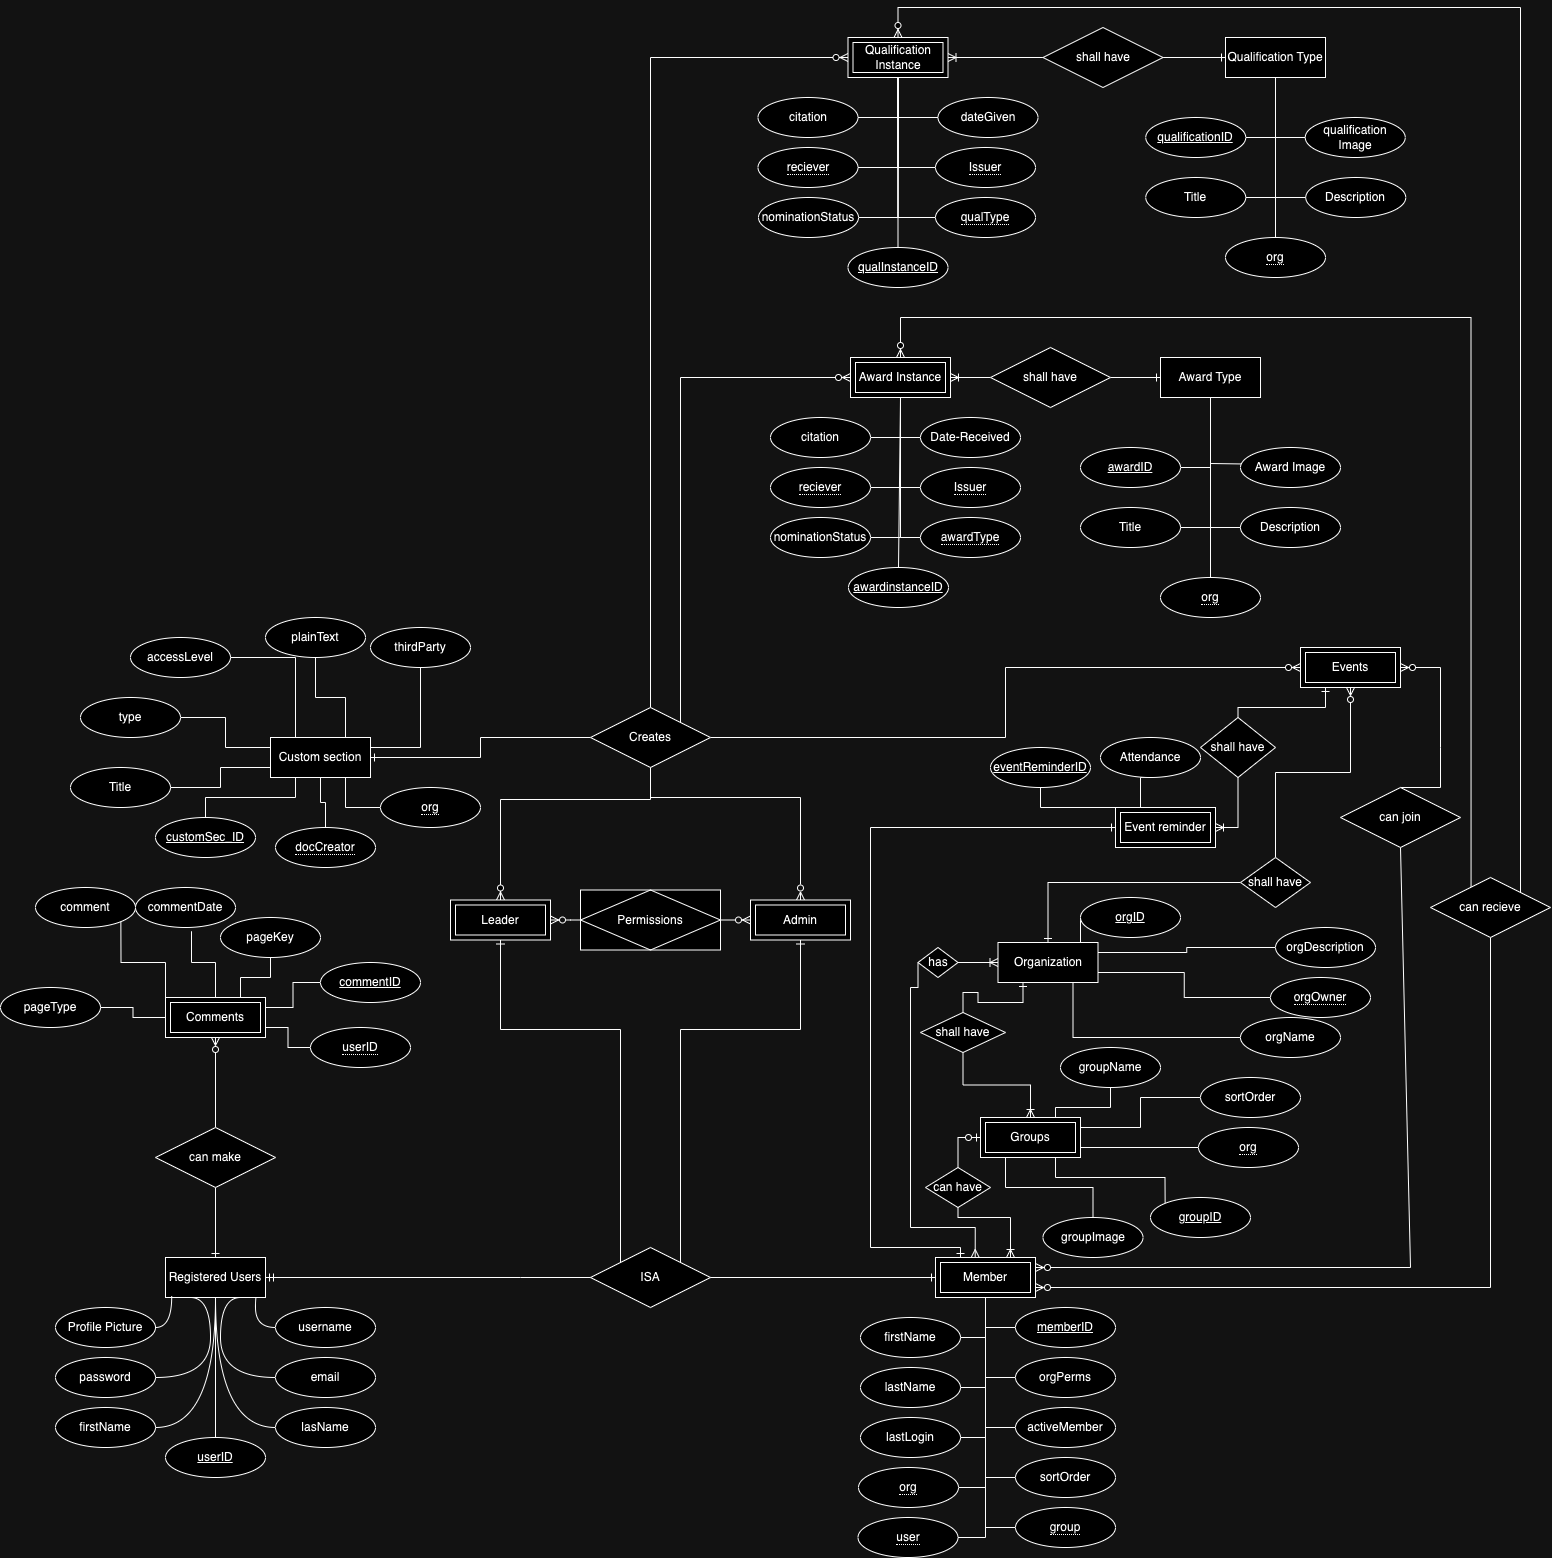 Qualification
Instance
shall have
Qualification Type
citation
dateGiven
qualificationID
qualification
Image
reciever
Issuer
Title
Description
nominationStatus
qualType
org
qualInstanceID
Award Instance
shall have
Award Type
citation
Date-Received
awardID
Award Image
reciever
Issuer
Title
Description
nominationStatus
awardType
awardinstanceID
org
plainText
thirdParty
accessLevel
Events
type
Creates
shall have
Custom section
eventReminderID
Attendance
Title
org
customSec_ID
docCreator
Event reminder
can join
shall have
comment
commentDate
can recieve
Leader
Permissions
Admin
orgID
pageKey
orgDescription
has
Organization
commentID
orgOwner
pageType
Comments
shall have
orgName
userID
groupName
sortOrder
Groups
org
can make
can have
groupID
groupImage
Registered Users
ISA
Member
Profile Picture
username
firstName
memberID
password
email
lastName
orgPerms
firstName
lasName
lastLogin
activeMember
userID
org
sortOrder
user
group